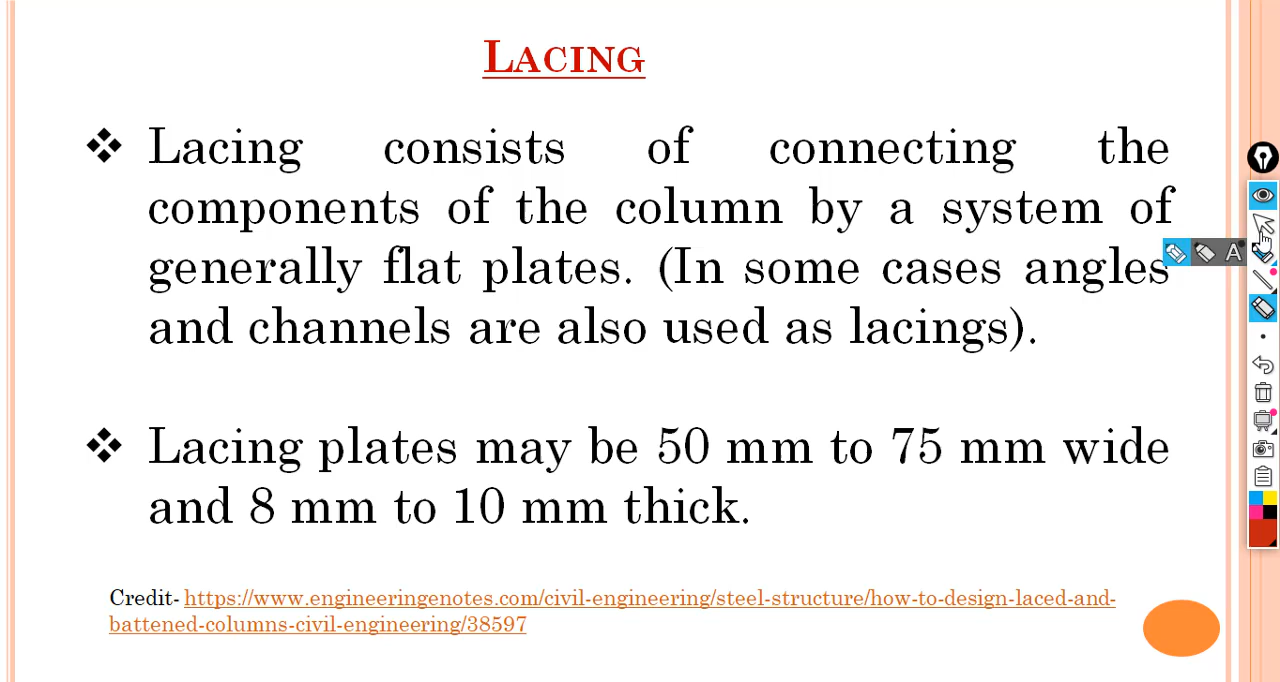 LACING
❖ Lacing consists of connecting the
components of the column by a system of
generally flat plates. (In some cases angles
and channels are also used as lacings).
❖ Lacing plates may be 50 mm to 75 mm wide
and 8 mm to 10 mm thick.
Credit- https://www.engineeringenotes.com/civil-engineering/steel-structure/how-to-design-laced-and-
battened-columns-civil-engineering/38597
A